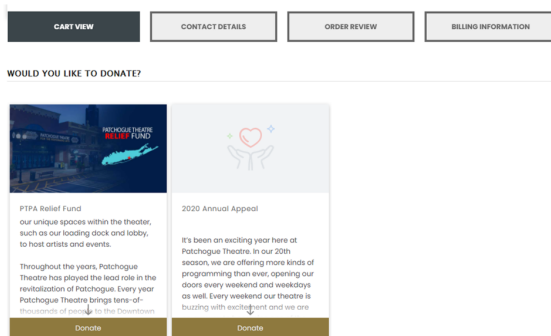 CART VIEW
CONTACT DETAILS
ORDER REVIEW
BILLING INFORMATION
WOULD YOU LIKE TO DONATE?
PATCHOGUE THEATRE
RELIEF FUND
PTPA Relief Fund
our unique spaces within the theater,
such as our loading dock and lobby,
to host artists and events.
Throughout the years, Patchogue
Theatre has played the lead role in the
revitalization of Patchogue. Every year
Patchogue Theatre brings tens-of-
thousands of people to the Downtown
Donate
2020 Annual Appeal
It's been an exciting year here at
Patchogue Theatre. In our 20th
season, we are offering more kinds of
programming than ever, opening our
doors every weekend and weekdays
as well. Every weekend our theatre is
buzzing with excitement and we are
Donate